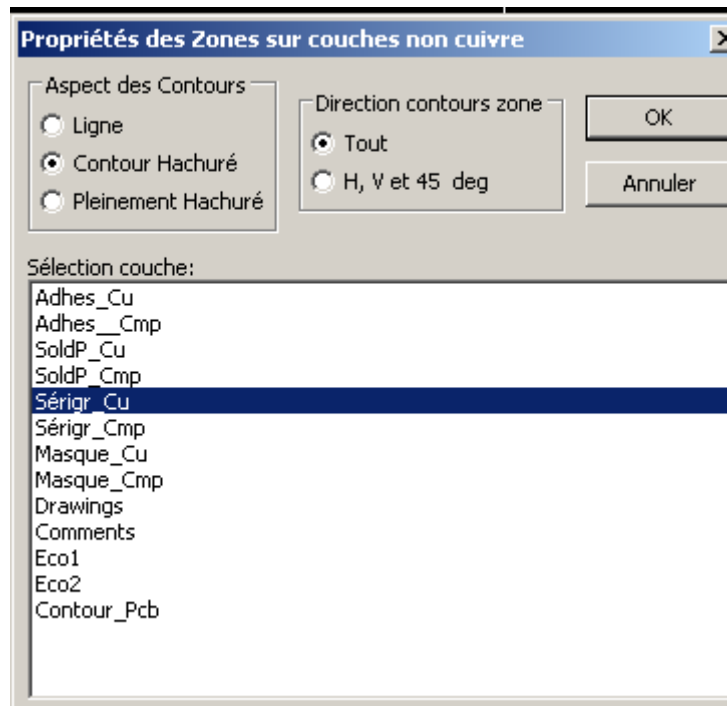 Propriétés des Zones sur couches non cuivre
Aspect des Contours
Ligne
Contour Hachuré
Pleinement Hachuré
Direction contours zone
Tout
H, V et 45 deg
OK
Annuler
Sélection couche:
Adhes_Cu
Adhes__Cmp
SoldP_Cu
SoldP_Cmp
Sérigr_Cu
Sérigr_Cmp
Masque_Cu
Masque_Cmp
Drawings
Comments
Eco1
Eco2
Contour_Pcb